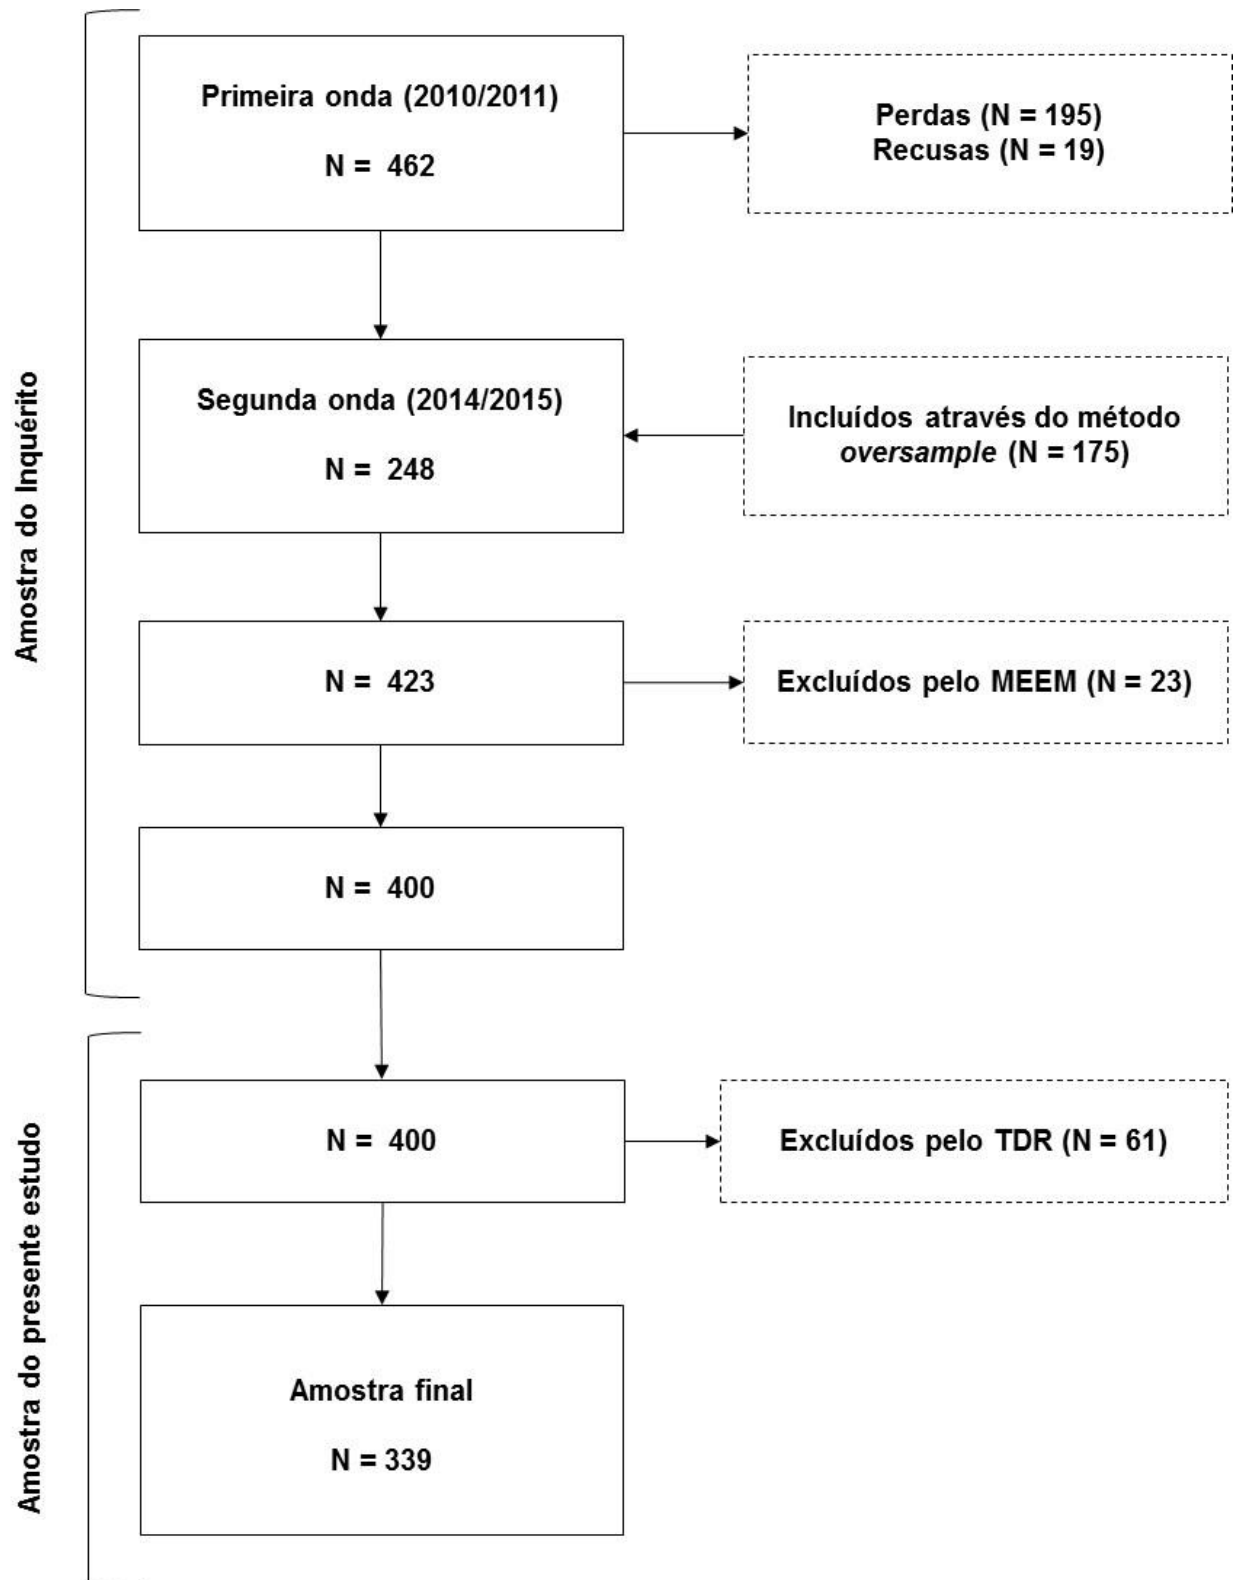 Primeira onda (2010/2011)
N = 462
Perdas (N = 195)
Recusas (N = 19)
Segunda onda (2014/2015)
N = 248
Incluídos através do método
oversample (N = 175)
N = 423
Excluídos pelo MEEM (N = 23)
N = 400
Amostra do Inquérito
N = 400
Excluídos pelo TDR (N = 61)
Amostra final
N = 339
Amostra do presente estudo